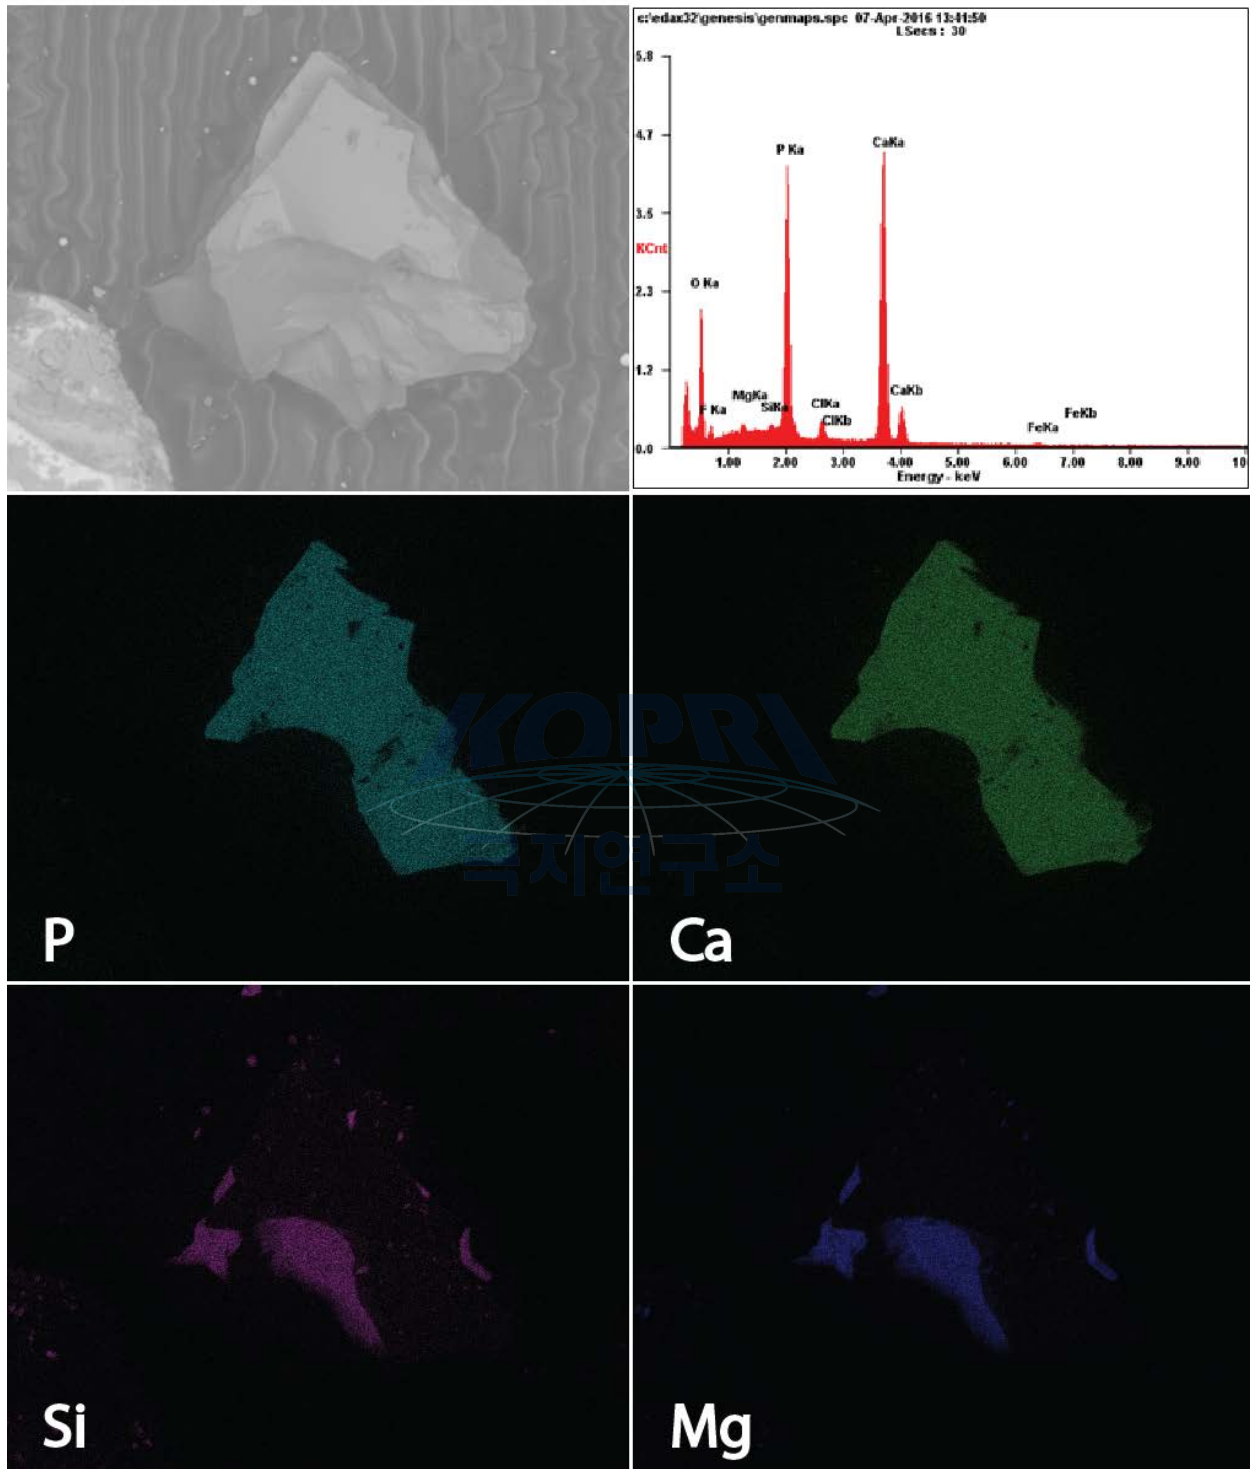 c:\edax32\genesis\genmaps.spc 07-Apr-2016 13:41:50
LSecs : 30
5.8
4.7
3.5
KCnt
2.3
1.2
0.0
O Ka
F Ka
MgKa
SiKa
P Ka
ClKa
ClKb
CaKa
CaKb
FeKa
FeKb
1.00 2.00 3.00 4.00 5.00 6.00 7.00 8.00 9.00 10
Energy - keV
KOPRI
극지연구소
P
Ca
Si
Mg